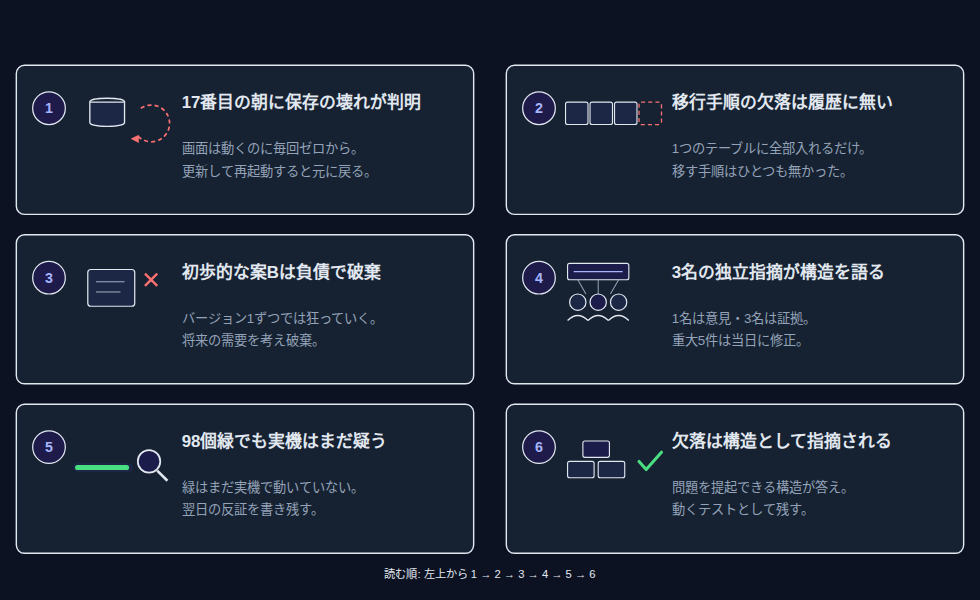 1
17番目の朝に保存の壊れが判明
画面は動くのに毎回ゼロから。
更新して再起動すると元に戻る。
2
移行手順の欠落は履歴に無い
1つのテーブルに全部入れるだけ。
移す手順はひとつも無かった。
3
初歩的な案Bは負債で破棄
バージョン1ずつでは狂っていく。
将来の需要を考え破棄。
4
3名の独立指摘が構造を語る
1名は意見・3名は証拠。
重大5件は当日に修正。
5
98個緑でも実機はまだ疑う
緑はまだ実機で動いていない。
翌日の反証を書き残す。
6
欠落は構造として指摘される
問題を提起できる構造が答え。
動くテストとして残す。
読む順: 左上から 1 → 2 → 3 → 4 → 5 → 6